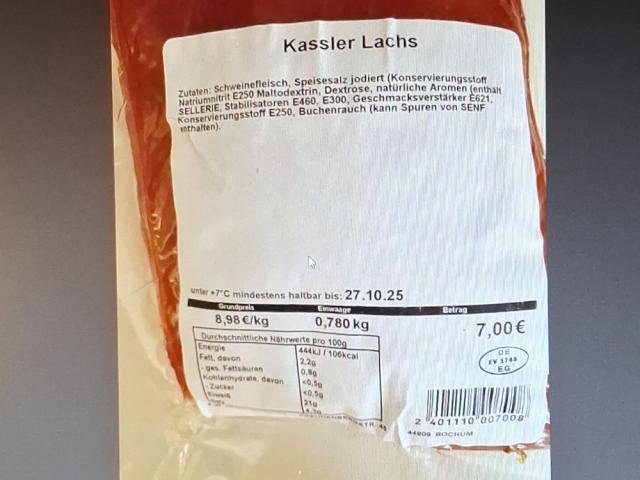 Kassler Lachs
Zutaten: Schweinefleisch, Speisesalz jodiert (Konservierungsstoff
Natriumnitrit E250 Maltodextrin, Dextrose, natürliche Aromen (enthält
SELLERIE, Stabilisatoren E460, E300, Geschmacksverstärker E621,
Konservierungsstoff E250, Buchenrauch (kann Spuren von SENF
enthalten).
unter +7°C mindestens haltbar bis: 27.10.25
Grundpreis Einwaage Betrag
8,98 €/kg 0,780 kg 7,00 €
Durchschnittliche Nährwerte pro 100g
Energie 444kJ / 106kcal
Fett, davon 2,2g
- ges. Fettsäuren 0,8g
Kohlenhydrate, davon <0,5g
- Zucker <0,5g
Eiweiß 21g
DE
EV 1748
EG
2 401110 007008
44809 BOCHUM